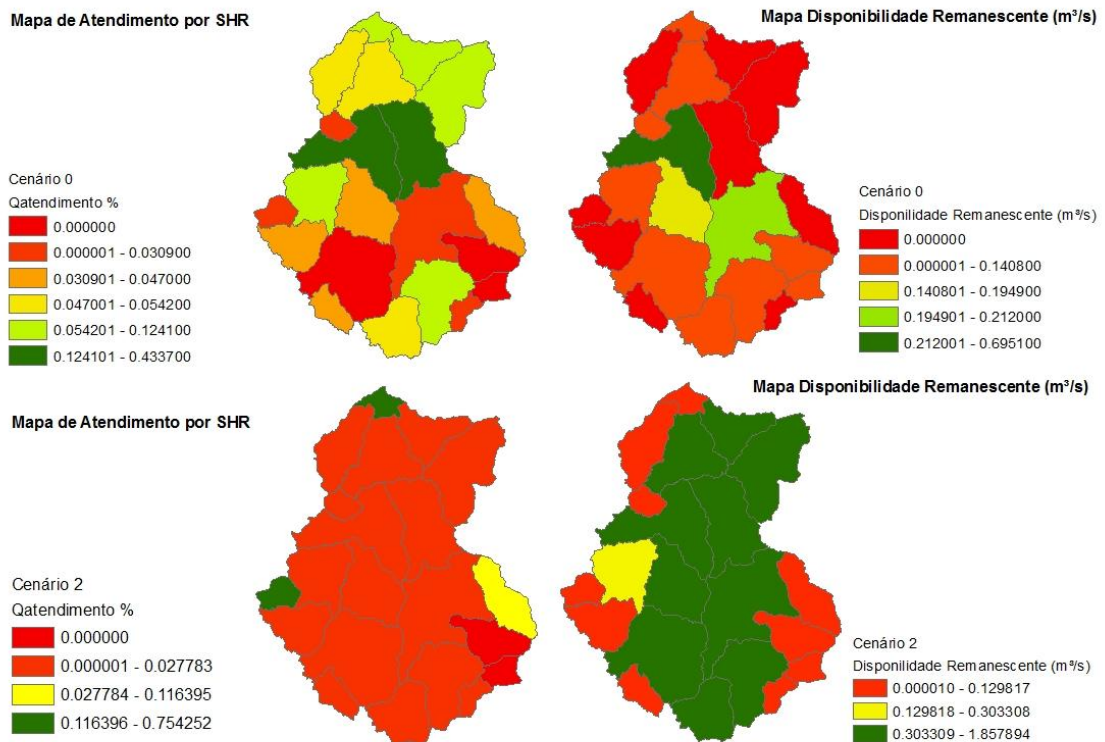 Mapa de Atendimento por SHR
Mapa Disponibilidade Remanescente (m³/s)
Cenário 0
Qatendimento %
0.000000
0.000001 - 0.030900
0.030901 - 0.047000
0.047001 - 0.054200
0.054201 - 0.124100
0.124101 - 0.433700
Cenário 0
Disponilidade Remanescente (m³/s)
0.000000
0.000001 - 0.140800
0.140801 - 0.194900
0.194901 - 0.212000
0.212001 - 0.695100
Mapa de Atendimento por SHR
Mapa Disponibilidade Remanescente (m³/s)
Cenário 2
Qatendimento %
0.000000
0.000001 - 0.027783
0.027784 - 0.116395
0.116396 - 0.754252
Cenário 2
Disponilidade Remanescente (m³/s)
0.000010 - 0.129817
0.129818 - 0.303308
0.303309 - 1.857894